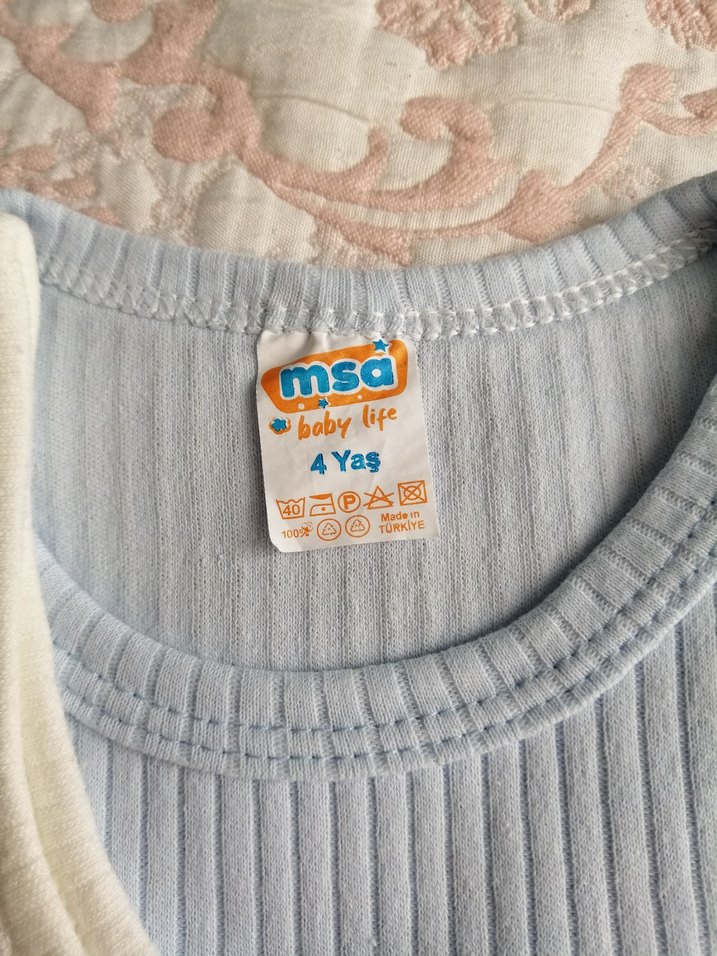 msa
baby life
4 Yaş
40 P
100%
Made in
TÜRKİYE